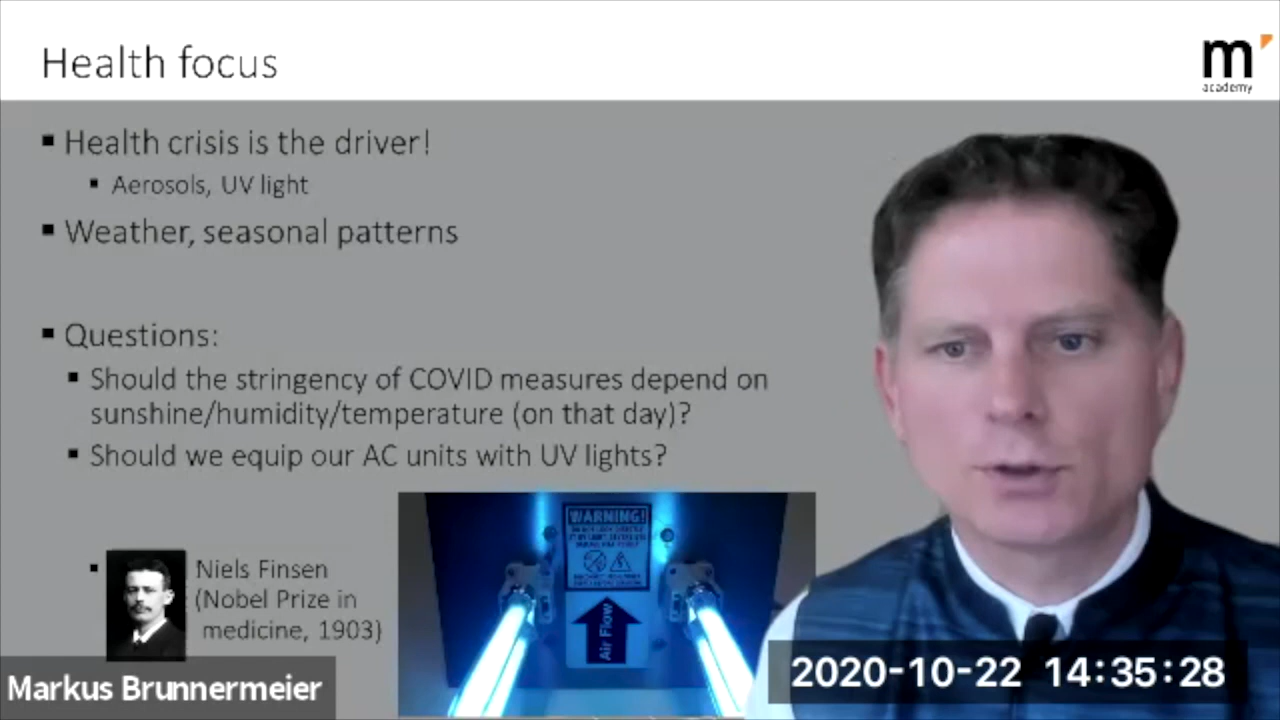 Health focus
m'
academy
▪ Health crisis is the driver!
▪ Aerosols, UV light
▪ Weather, seasonal patterns
▪ Questions:
▪ Should the stringency of COVID measures depend on
sunshine/humidity/temperature (on that day)?
▪ Should we equip our AC units with UV lights?
WARNING!
Air Flow
▪ Niels Finsen
(Nobel Prize in
medicine, 1903)
Markus Brunnermeier
2020-10-22 14:35:28